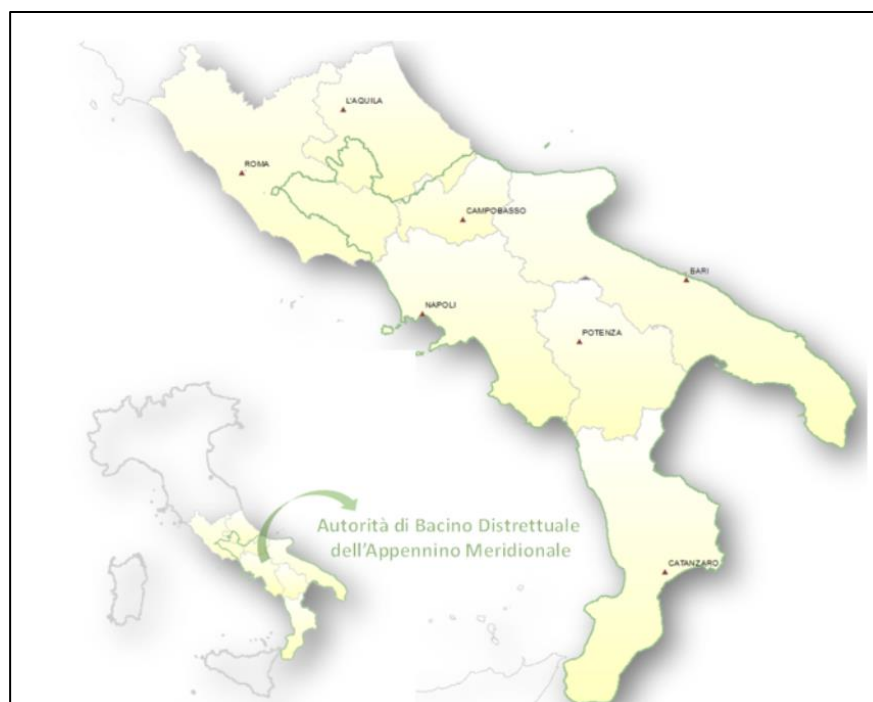 L'AQUILA
ROMA
CAMPOBASSO
BARI
NAPOLI
POTENZA
Autorità di Bacino Distrettuale
dell'Appennino Meridionale
CATANZARO